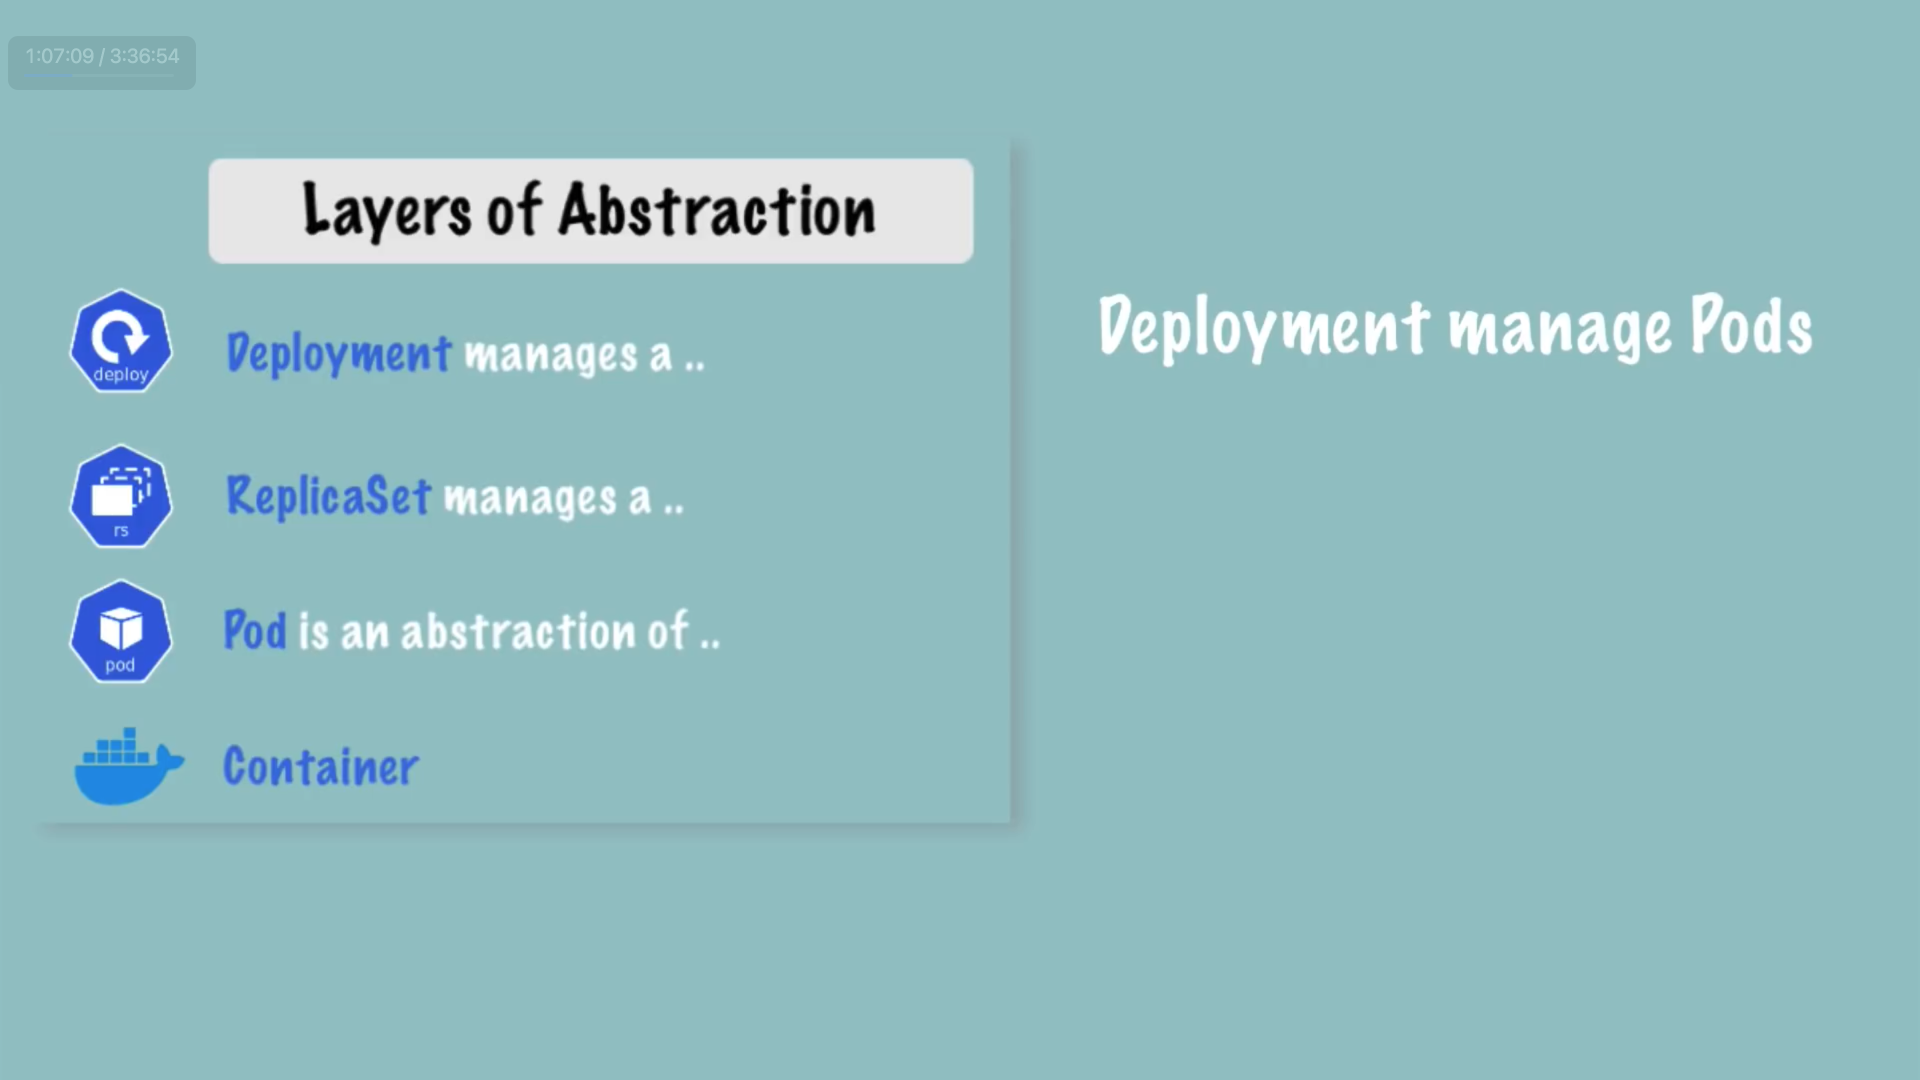 1:07:09 / 3:36:54
Layers of Abstraction
deploy
Deployment manages a ..
Deployment manage Pods
rs
ReplicaSet manages a ..
pod
Pod is an abstraction of ..
Container